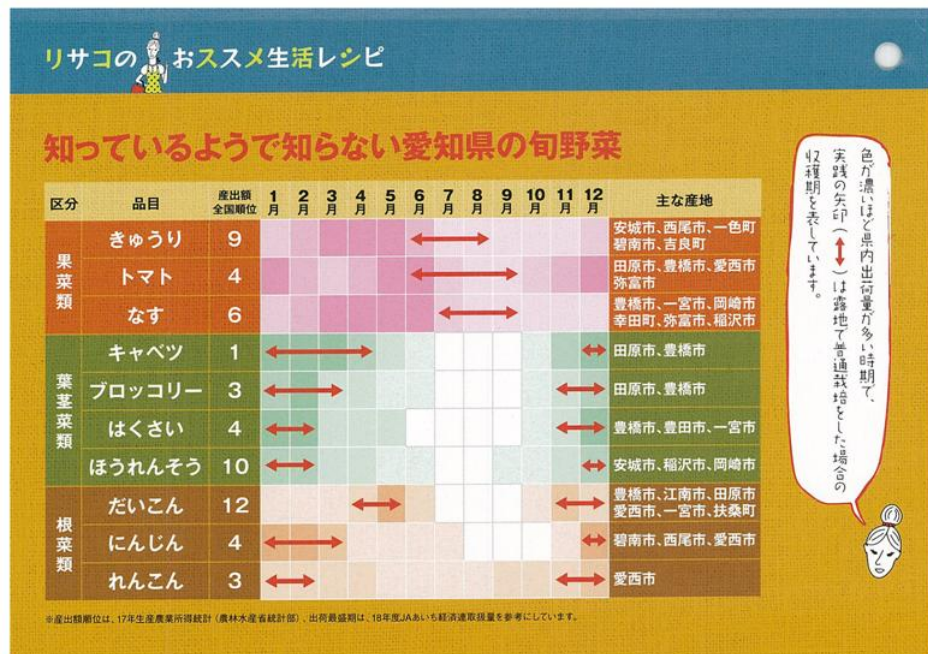 リサコの おススメ生活レシピ
知っているようで知らない愛知県の旬野菜
区分 品目 産出額全国順位 1月 2月 3月 4月 5月 6月 7月 8月 9月 10月 11月 12月 主な産地
果菜類
きゅうり 9 安城市、西尾市、一色町
碧南市、吉良町
トマト 4 田原市、豊橋市、愛西市
弥富市
なす 6 豊橋市、一宮市、岡崎市
幸田町、弥富市、稲沢市
葉茎菜類
キャベツ 1 田原市、豊橋市
ブロッコリー 3 田原市、豊橋市
はくさい 4 豊橋市、豊田市、一宮市
ほうれんそう 10 安城市、稲沢市、岡崎市
根菜類
だいこん 12 豊橋市、江南市、田原市
愛西市、一宮市、扶桑町
にんじん 4 碧南市、西尾市、愛西市
れんこん 3 愛西市
※産出額順位は、17年生産農業所得統計(農林水産省統計部)、出荷最盛期は、18年度JAあいち経済連取扱量を参考にしています。
色が濃いほど県内出荷量が多い時期で、
実践の矢印(↔)は露地で普通栽培をした場合の
収穫期を表しています。